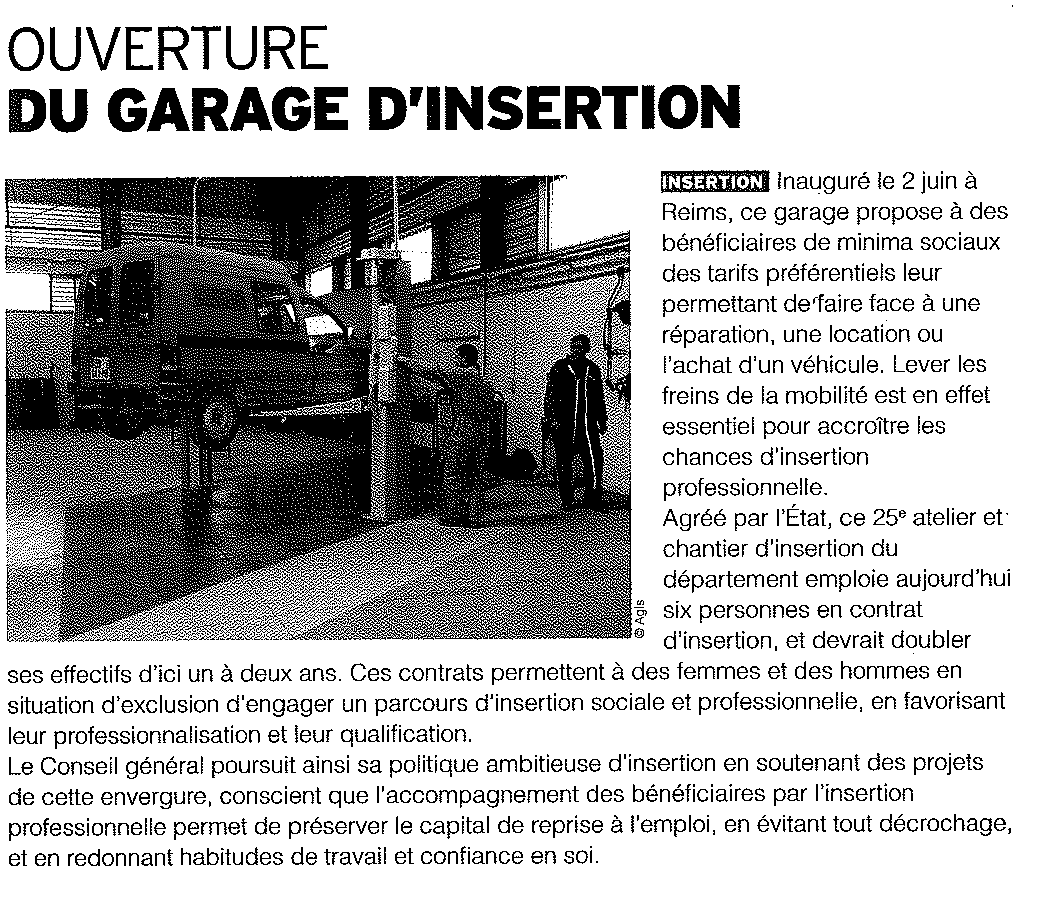 OUVERTURE
DU GARAGE D'INSERTION
INSERTION Inauguré le 2 juin à
Reims, ce garage propose à des
bénéficiaires de minima sociaux
des tarifs préférentiels leur
permettant de faire face à une
réparation, une location ou
l'achat d'un véhicule. Lever les
freins de la mobilité est en effet
essentiel pour accroître les
chances d'insertion
professionnelle.
Agréé par l'État, ce 25e atelier et
chantier d'insertion du
département emploie aujourd'hui
six personnes en contrat
d'insertion, et devrait doubler
© Agis
ses effectifs d'ici un à deux ans. Ces contrats permettent à des femmes et des hommes en
situation d'exclusion d'engager un parcours d'insertion sociale et professionnelle, en favorisant
leur professionnalisation et leur qualification.
Le Conseil général poursuit ainsi sa politique ambitieuse d'insertion en soutenant des projets
de cette envergure, conscient que l'accompagnement des bénéficiaires par l'insertion
professionnelle permet de préserver le capital de reprise à l'emploi, en évitant tout décrochage,
et en redonnant habitudes de travail et confiance en soi.